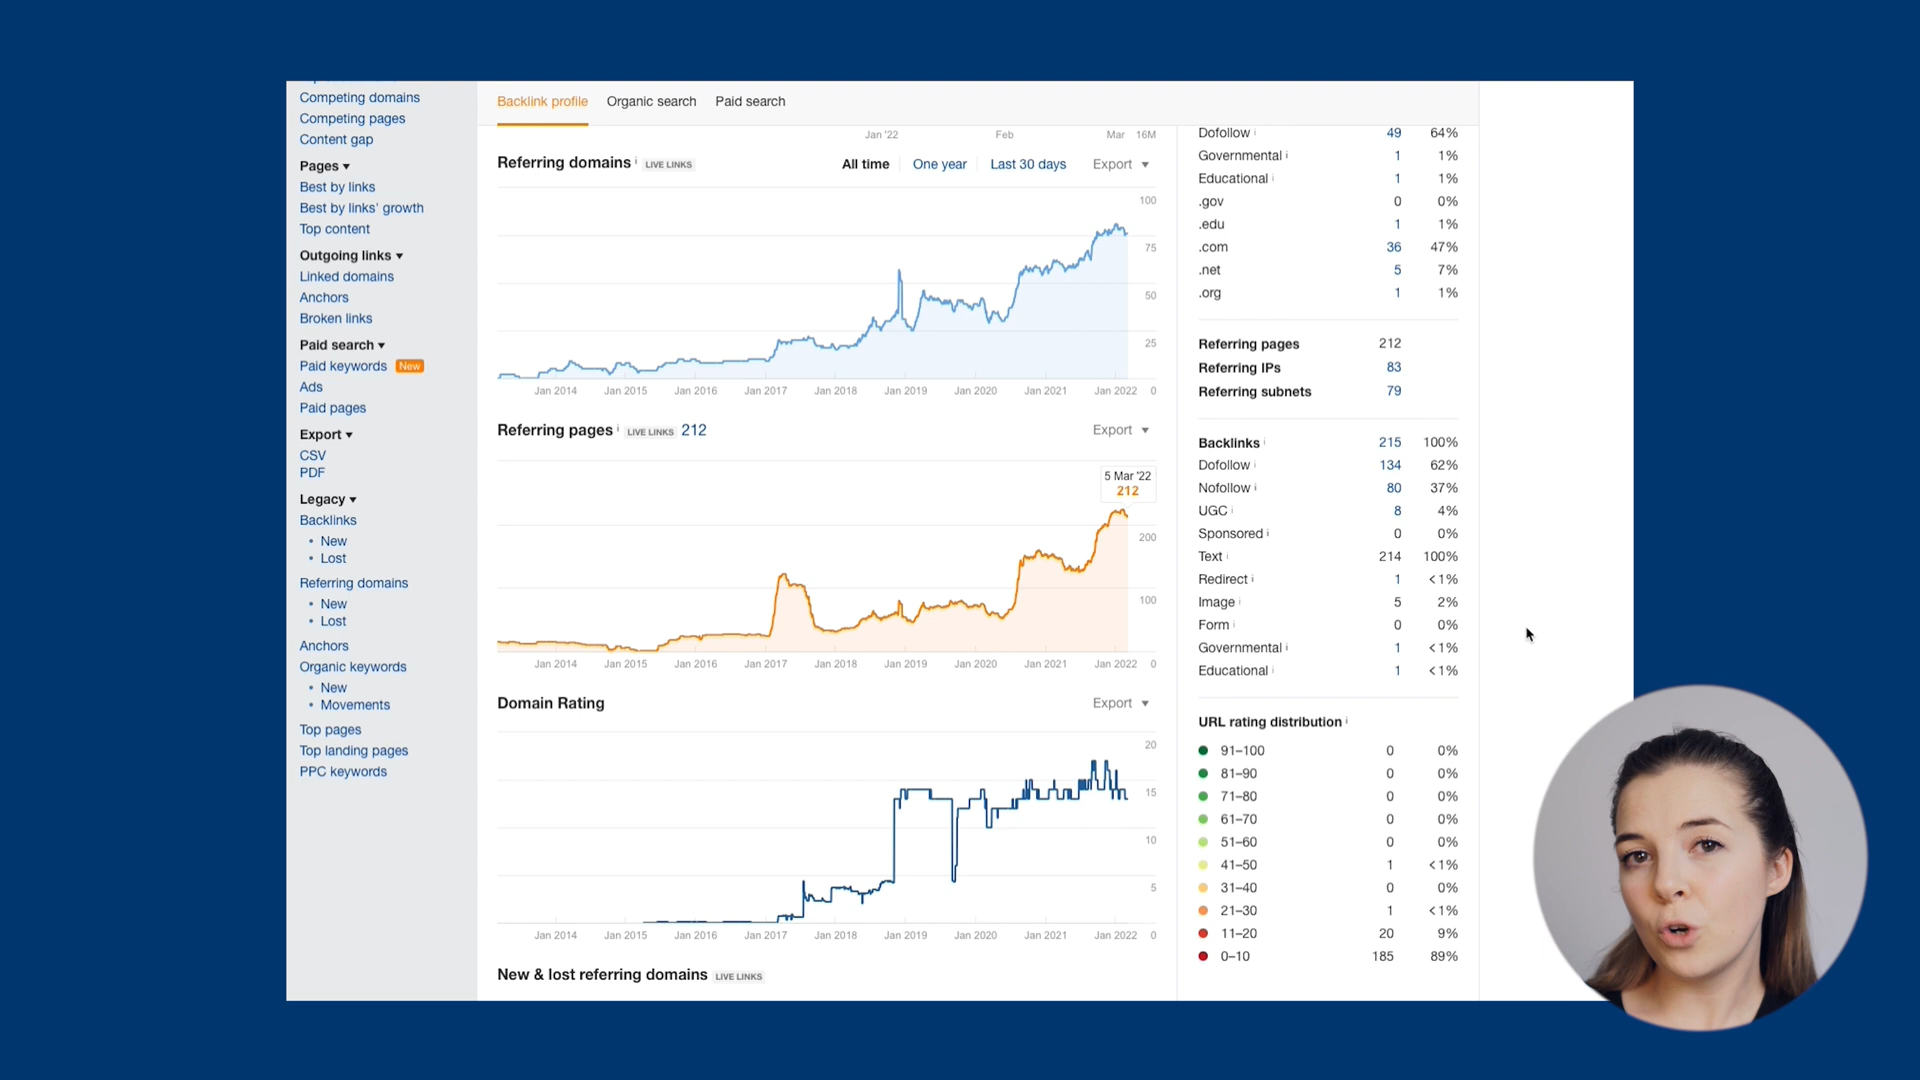 Competing domains
Competing pages
Content gap
Pages ▾
Best by links
Best by links' growth
Top content
Outgoing links ▾
Linked domains
Anchors
Broken links
Paid search ▾
Paid keywords New
Ads
Paid pages
Export ▾
CSV
PDF
Legacy ▾
Backlinks
• New
• Lost
Referring domains
• New
• Lost
Anchors
Organic keywords
• New
• Movements
Top pages
Top landing pages
PPC keywords
Backlink profile Organic search Paid search
Jan '22 Feb Mar 16M
Referring domains i LIVE LINKS All time One year Last 30 days Export ▼
100
75
50
25
Jan 2014 Jan 2015 Jan 2016 Jan 2017 Jan 2018 Jan 2019 Jan 2020 Jan 2021 Jan 2022 0
Referring pages i LIVE LINKS 212 Export ▼
5 Mar '22
212
200
100
Jan 2014 Jan 2015 Jan 2016 Jan 2017 Jan 2018 Jan 2019 Jan 2020 Jan 2021 Jan 2022 0
Domain Rating Export ▼
20
15
10
5
Jan 2014 Jan 2015 Jan 2016 Jan 2017 Jan 2018 Jan 2019 Jan 2020 Jan 2021 Jan 2022 0
New & lost referring domains LIVE LINKS
Dofollow i 49 64%
Governmental i 1 1%
Educational i 1 1%
.gov 0 0%
.edu 1 1%
.com 36 47%
.net 5 7%
.org 1 1%
Referring pages 212
Referring IPs 83
Referring subnets 79
Backlinks i 215 100%
Dofollow i 134 62%
Nofollow i 80 37%
UGC i 8 4%
Sponsored i 0 0%
Text i 214 100%
Redirect i 1 <1%
Image i 5 2%
Form i 0 0%
Governmental i 1 <1%
Educational i 1 <1%
URL rating distribution i
91–100 0 0%
81–90 0 0%
71–80 0 0%
61–70 0 0%
51–60 0 0%
41–50 1 <1%
31–40 0 0%
21–30 1 <1%
11–20 20 9%
0–10 185 89%